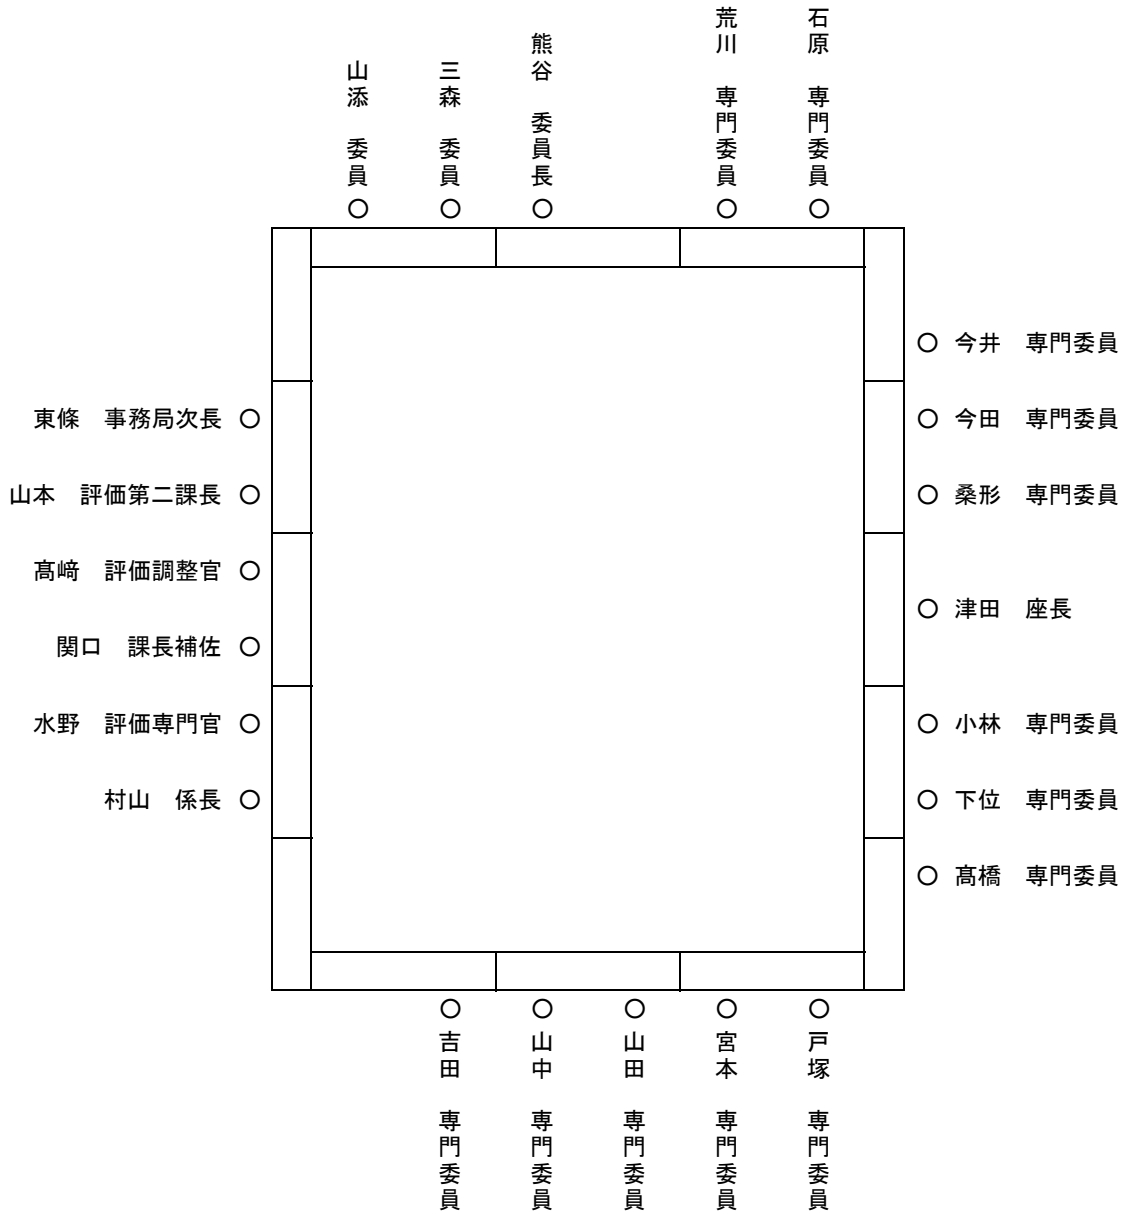 石原　専門委員
荒川　専門委員
熊谷　委員長
三森　委員
山添　委員
今井　専門委員
東條　事務局次長
今田　専門委員
山本　評価第二課長
桑形　専門委員
髙﨑　評価調整官
津田　座長
関口　課長補佐
水野　評価専門官
小林　専門委員
村山　係長
下位　専門委員
髙橋　専門委員
戸塚　専門委員
宮本　専門委員
山田　専門委員
山中　専門委員
吉田　専門委員